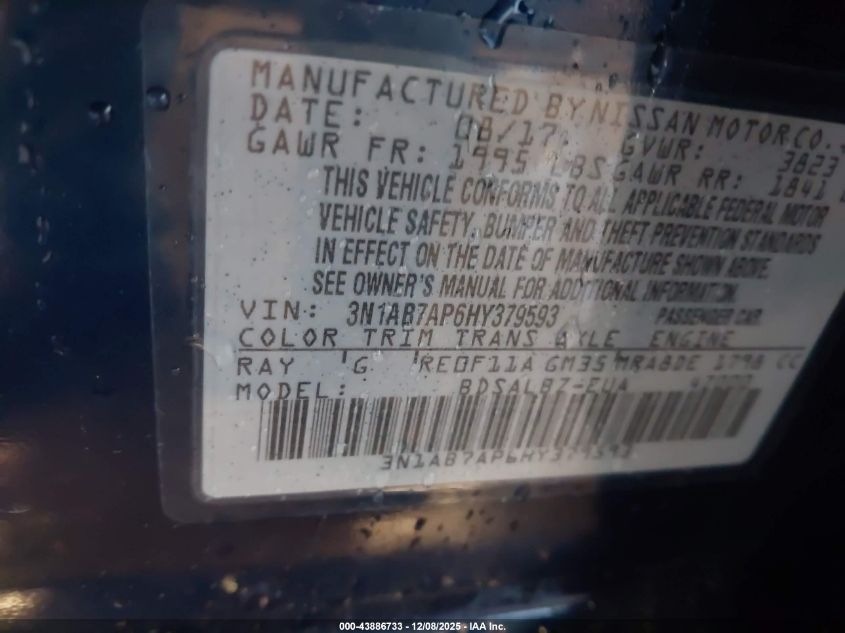 MANUFACTURED BY NISSAN MOTOR CO.
DATE: 08/17 GVWR: 3823
GAWR FR: 1995 LBS GAWR RR: 1841 L
THIS VEHICLE CONFORMS TO ALL APPLICABLE FEDERAL MOTOR
VEHICLE SAFETY, BUMPER AND THEFT PREVENTION STANDARDS
IN EFFECT ON THE DATE OF MANUFACTURE SHOWN ABOVE.
SEE OWNER'S MANUAL FOR ADDITIONAL INFORMATION.
VIN: 3N1AB7AP6HY379593 PASSENGER CAR
COLOR TRIM TRANS AXLE ENGINE
RAY G RE0F11A GM35 MRA8DE 1798 CC
MODEL: BDSALBZ-EUA
3N1AB7AP6HY379593
000-43886733 - 12/08/2025 - IAA Inc.